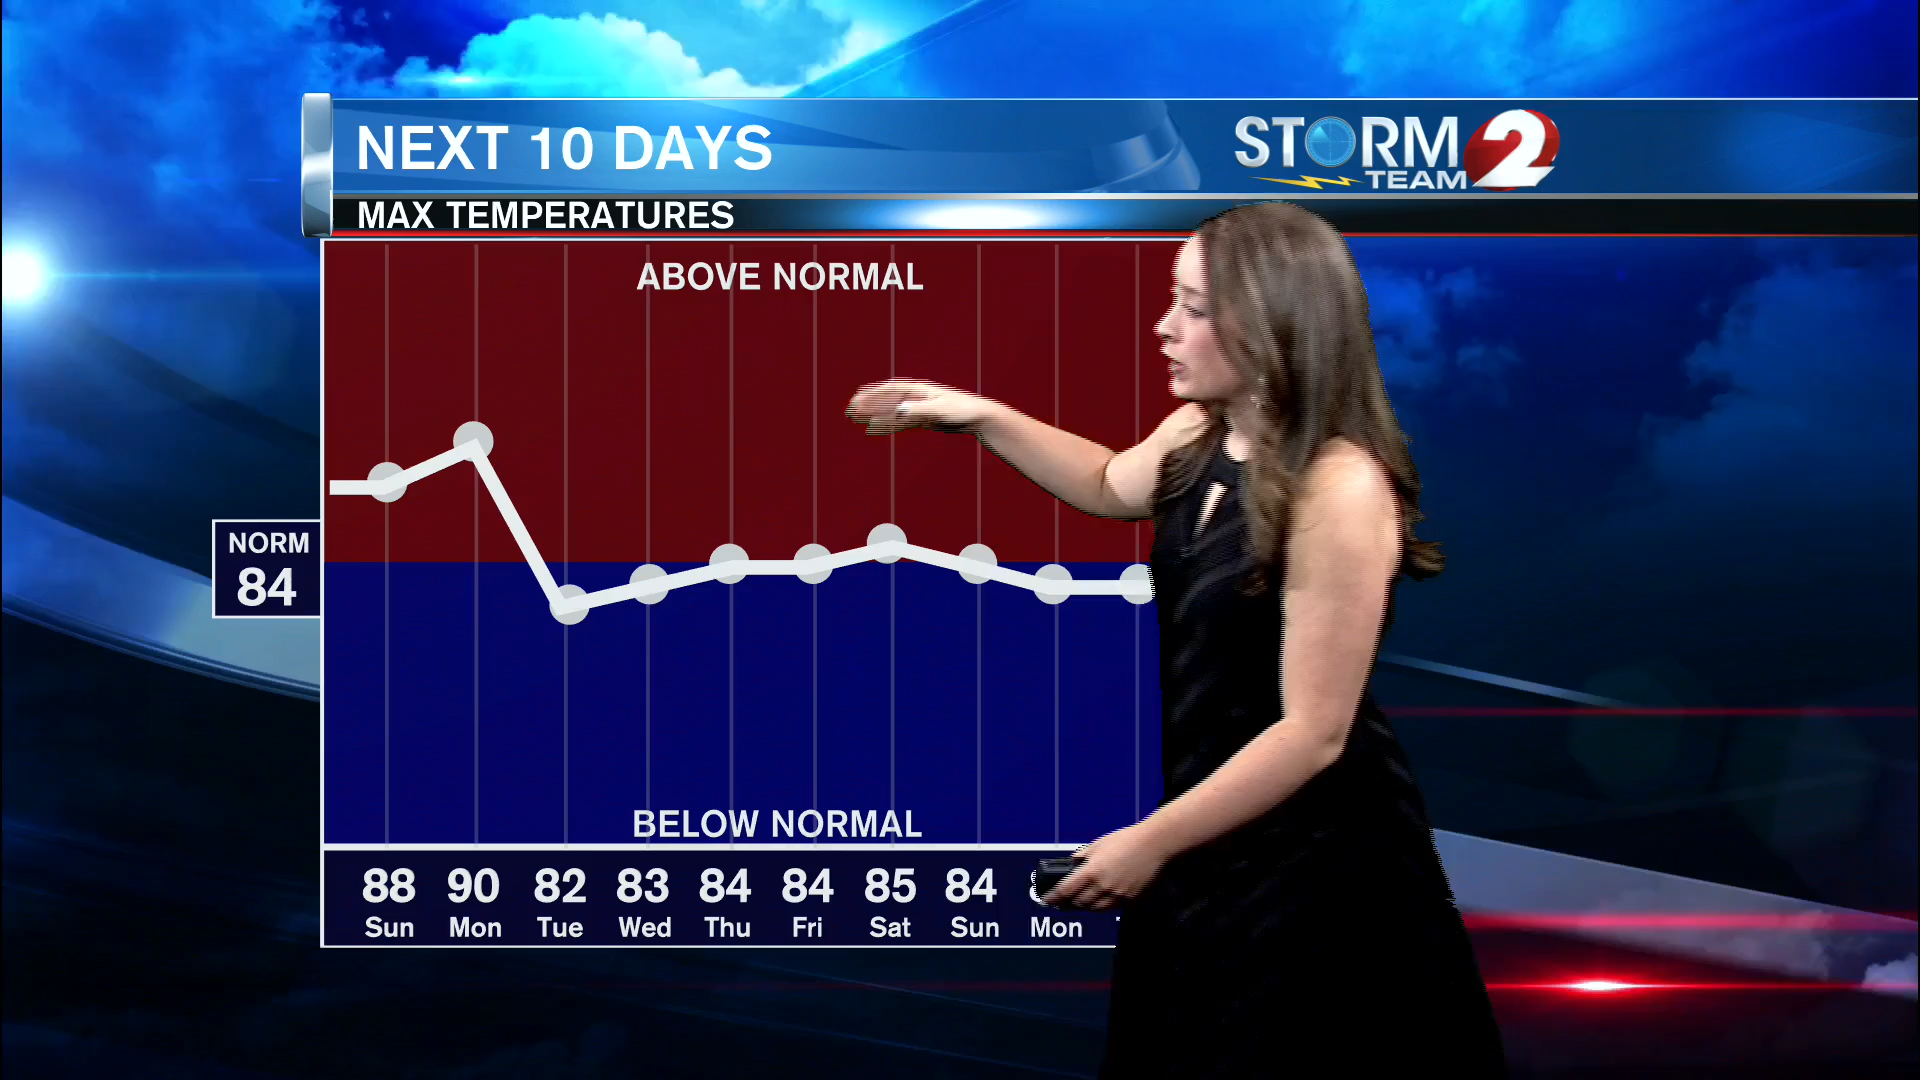 NEXT 10 DAYS
STORM
TEAM 2
MAX TEMPERATURES
ABOVE NORMAL
NORM
84
BELOW NORMAL
88 90 82 83 84 84 85 84
Sun Mon Tue Wed Thu Fri Sat Sun Mon